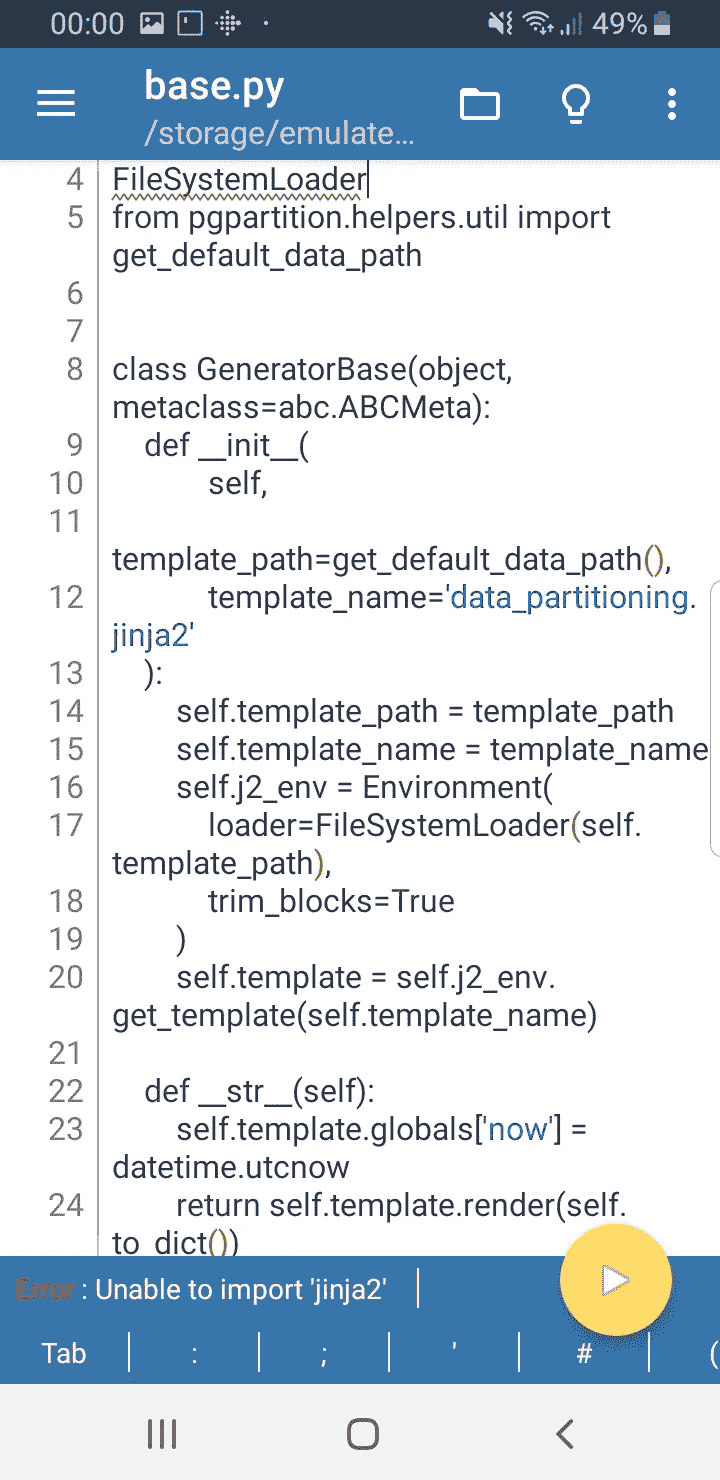 00:00 49%
base.py
/storage/emulate...
4 FileSystemLoader
5 from pgpartition.helpers.util import
get_default_data_path
6
7
8 class GeneratorBase(object,
metaclass=abc.ABCMeta):
9 def __init__(
10 self,
11
template_path=get_default_data_path(),
12 template_name='data_partitioning.
jinja2'
13 ):
14 self.template_path = template_path
15 self.template_name = template_name
16 self.j2_env = Environment(
17 loader=FileSystemLoader(self.
template_path),
18 trim_blocks=True
19 )
20 self.template = self.j2_env.
get_template(self.template_name)
21
22 def __str__(self):
23 self.template.globals['now'] =
datetime.utcnow
24 return self.template.render(self.
to_dict())
Error : Unable to import 'jinja2'
Tab : ; ' # (